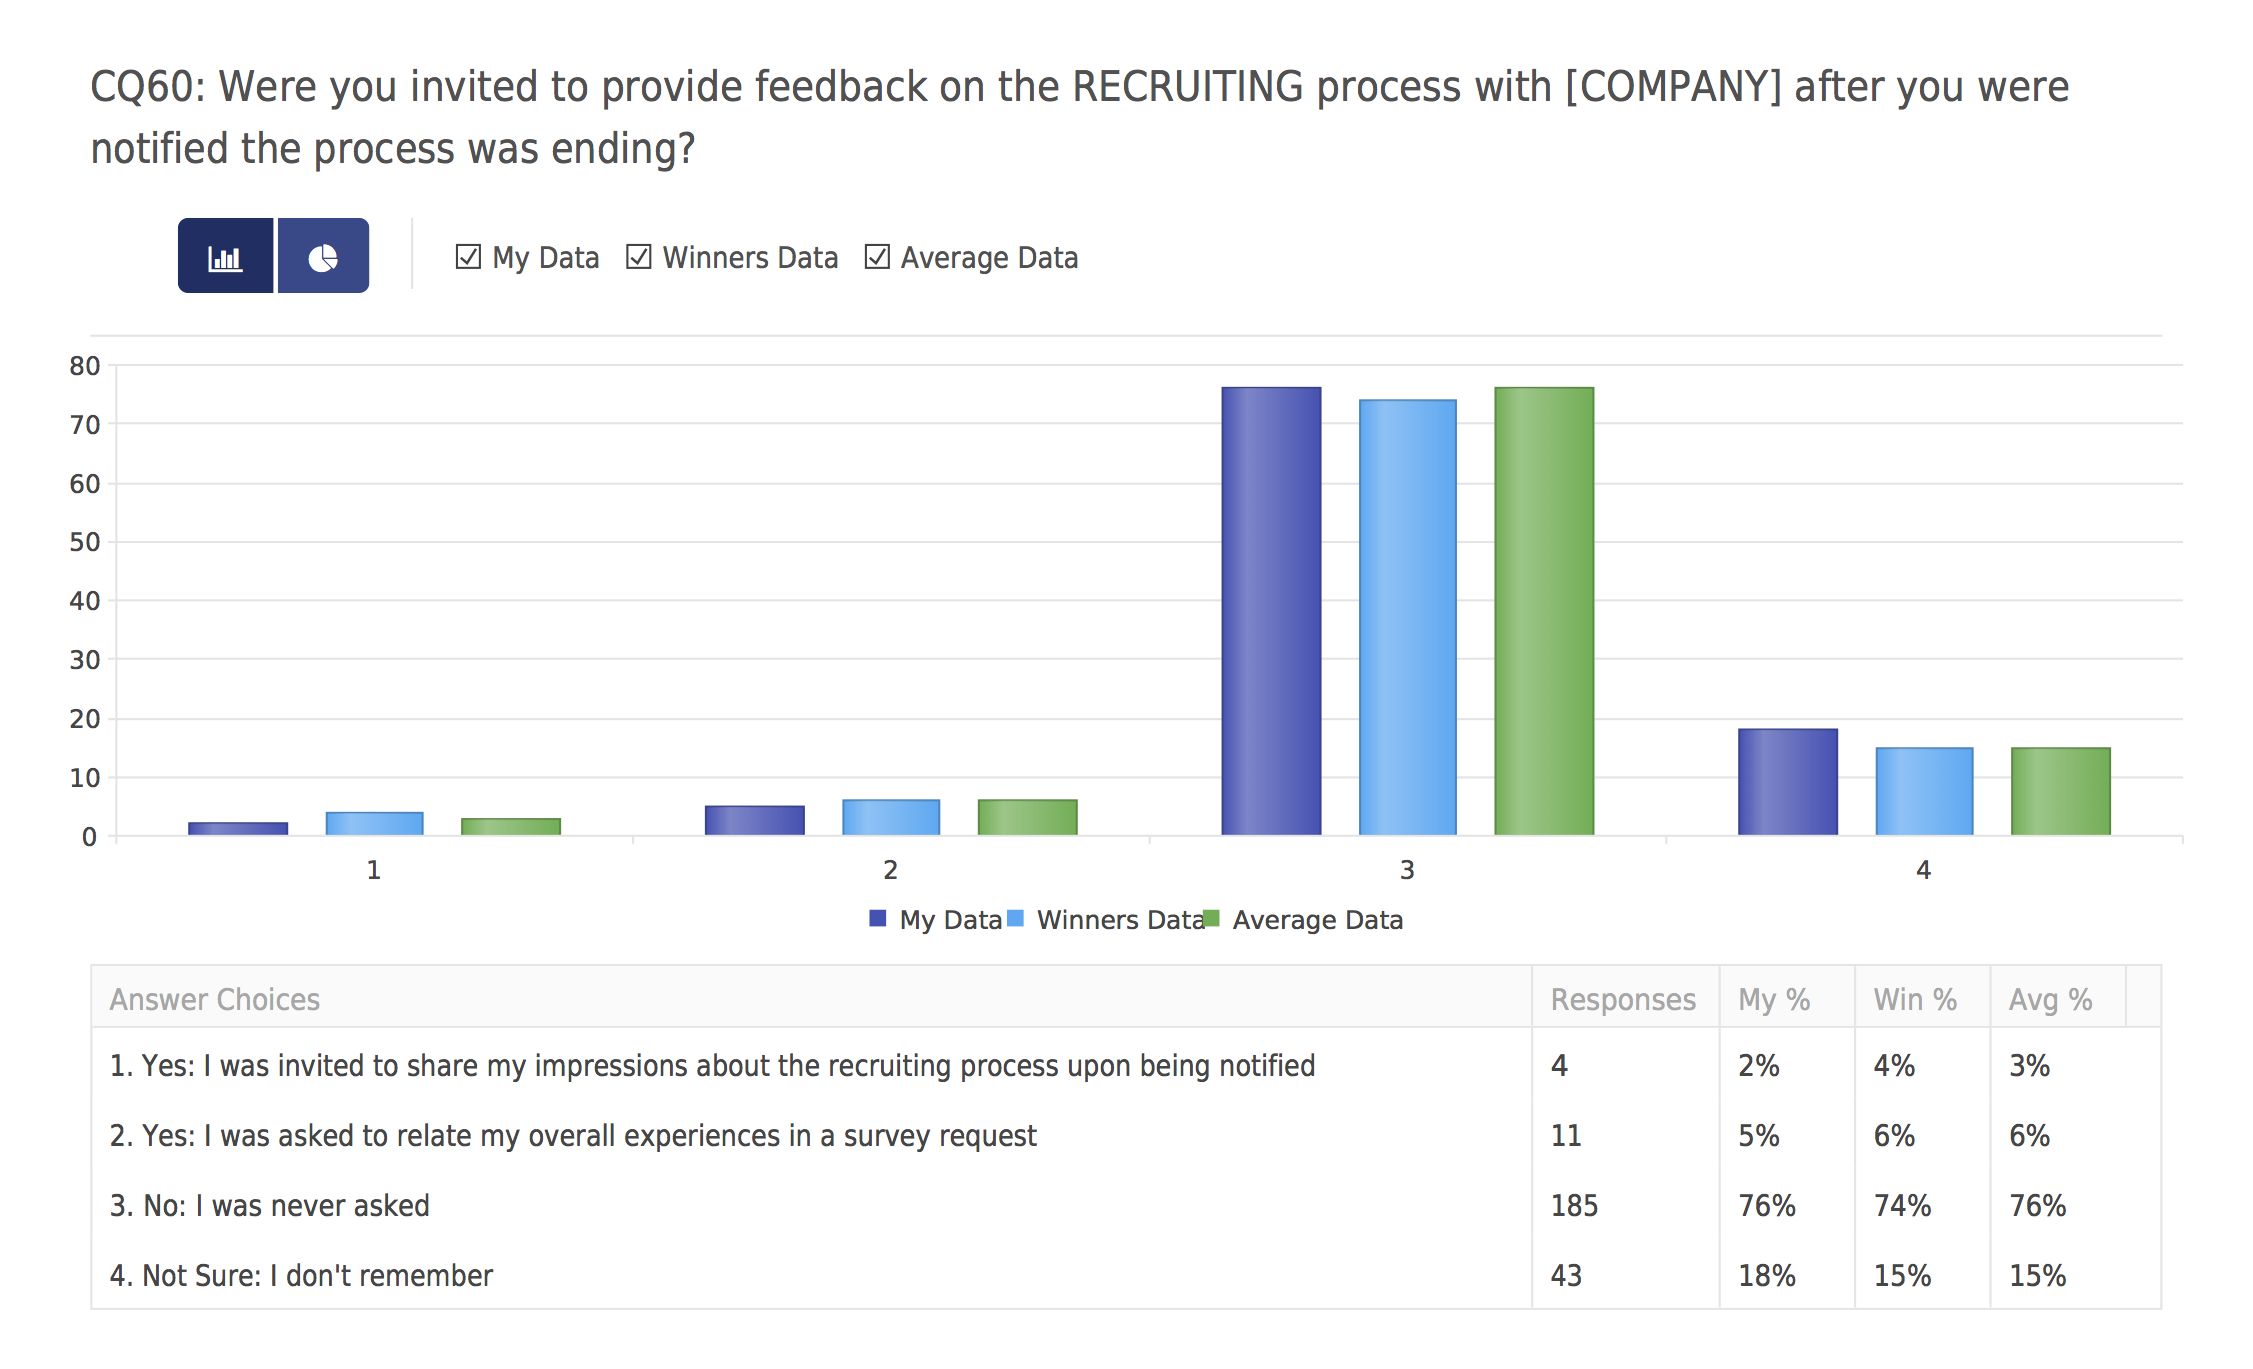 CQ60: Were you invited to provide feedback on the RECRUITING process with [COMPANY] after you were
notified the process was ending?
My Data Winners Data Average Data
80
70
60
50
40
30
20
10
0
1 2 3 4
My Data Winners Data Average Data
Answer Choices Responses My % Win % Avg %
1. Yes: I was invited to share my impressions about the recruiting process upon being notified 4 2% 4% 3%
2. Yes: I was asked to relate my overall experiences in a survey request 11 5% 6% 6%
3. No: I was never asked 185 76% 74% 76%
4. Not Sure: I don't remember 43 18% 15% 15%